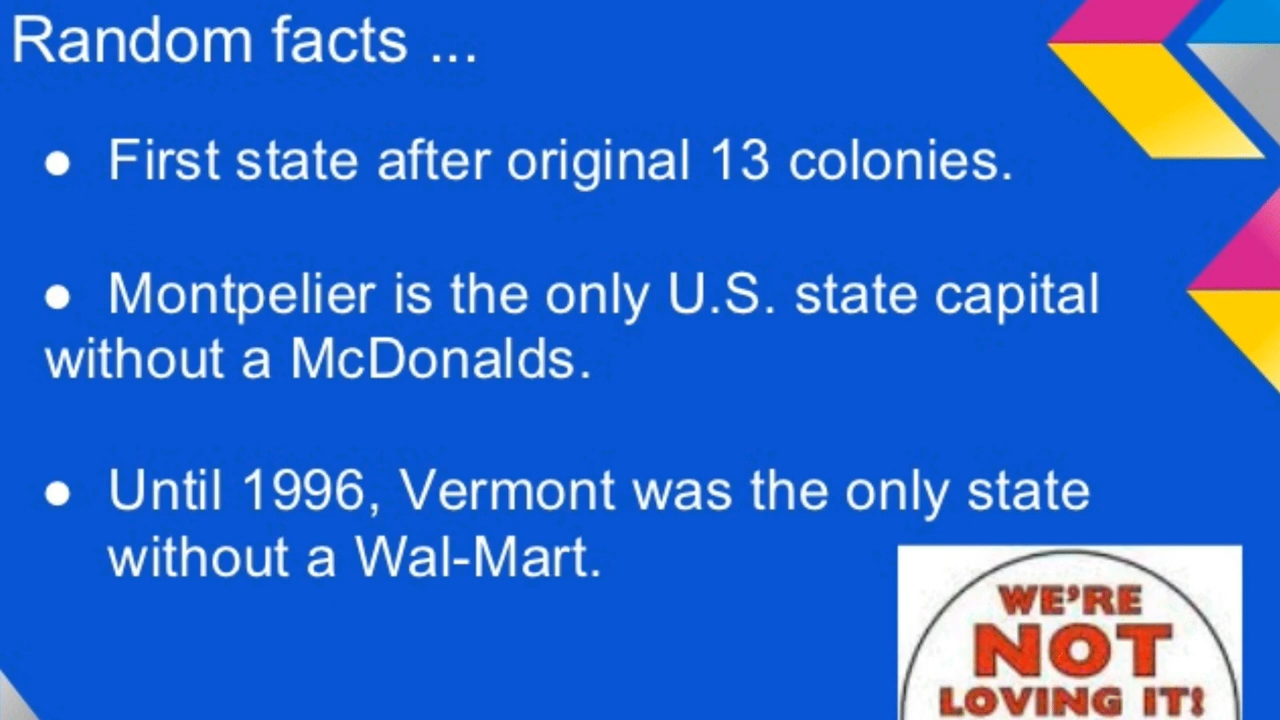 Random facts ...
● First state after original 13 colonies.
● Montpelier is the only U.S. state capital
without a McDonalds.
● Until 1996, Vermont was the only state
without a Wal-Mart.
WE'RE
NOT
LOVING IT!